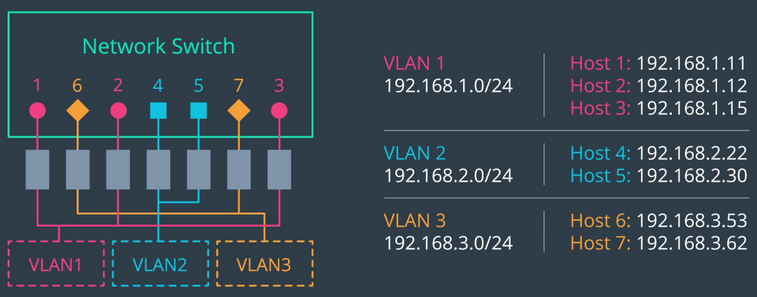 Network Switch
1 6 2 4 5 7 3
VLAN1 VLAN2 VLAN3
VLAN 1
192.168.1.0/24
Host 1: 192.168.1.11
Host 2: 192.168.1.12
Host 3: 192.168.1.15
VLAN 2
192.168.2.0/24
Host 4: 192.168.2.22
Host 5: 192.168.2.30
VLAN 3
192.168.3.0/24
Host 6: 192.168.3.53
Host 7: 192.168.3.62